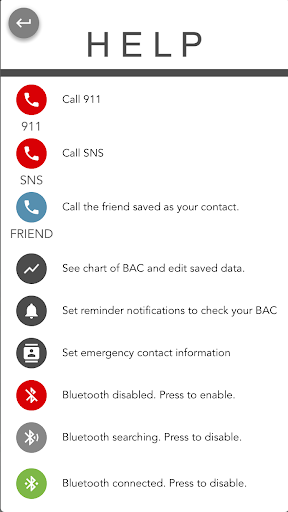 HELP
Call 911
911
Call SNS
SNS
Call the friend saved as your contact.
FRIEND
See chart of BAC and edit saved data.
Set reminder notifications to check your BAC
Set emergency contact information
Bluetooth disabled. Press to enable.
Bluetooth searching. Press to disable.
Bluetooth connected. Press to disable.